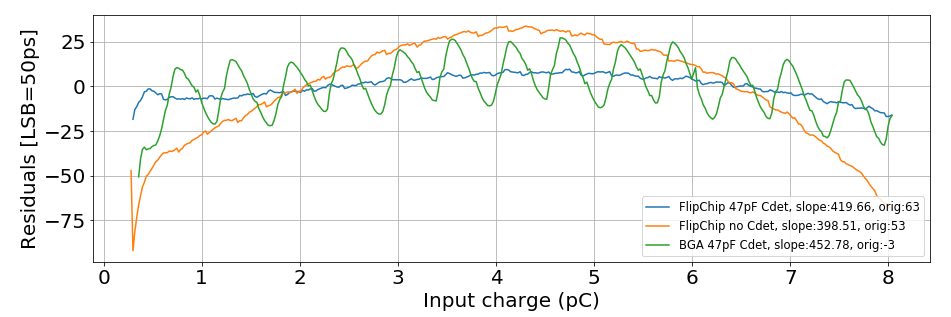 25
0
−25
−50
−75
Residuals [LSB=50ps]
FlipChip 47pF Cdet, slope:419.66, orig:63
FlipChip no Cdet, slope:398.51, orig:53
BGA 47pF Cdet, slope:452.78, orig:-3
0 1 2 3 4 5 6 7 8
Input charge (pC)